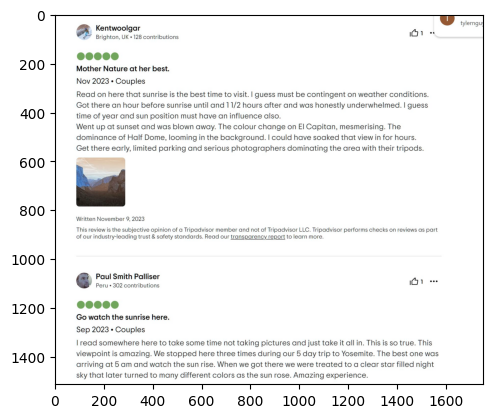 0
200
400
600
800
1000
1200
1400
Kentwoolgar
Brighton, UK • 128 contributions
1
Mother Nature at her best.
Nov 2023 • Couples
Read on here that sunrise is the best time to visit. I guess must be contingent on weather conditions.
Got there an hour before sunrise until and 1 1/2 hours after and was honestly underwhelmed. I guess
time of year and sun position must have an influence also.
Went up at sunset and was blown away. The colour change on El Capitan, mesmerising. The
dominance of Half Dome, looming in the background. I could have soaked that view in for hours.
Get there early, limited parking and serious photographers dominating the area with their tripods.
Written November 9, 2023
This review is the subjective opinion of a Tripadvisor member and not of Tripadvisor LLC. Tripadvisor performs checks on reviews as part
of our industry-leading trust & safety standards. Read our transparency report to learn more.
Paul Smith Palliser
Peru • 302 contributions
1
Go watch the sunrise here.
Sep 2023 • Couples
I read somewhere here to take some time not taking pictures and just take it all in. This is so true. This
viewpoint is amazing. We stopped here three times during our 5 day trip to Yosemite. The best one was
arriving at 5 am and watch the sun rise. When we got there we were treated to a clear star filled night
sky that later turned to many different colors as the sun rose. Amazing experience.
0 200 400 600 800 1000 1200 1400 1600